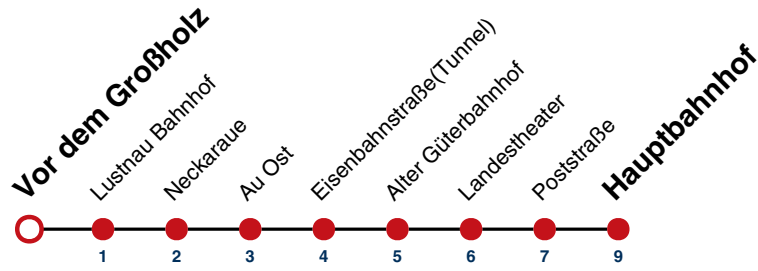 Vor dem Großholz
Lustnau Bahnhof
Neckaraue
Au Ost
Eisenbahnstraße(Tunnel)
Alter Güterbahnhof
Landestheater
Poststraße
Hauptbahnhof
1 2 3 4 5 6 7 9